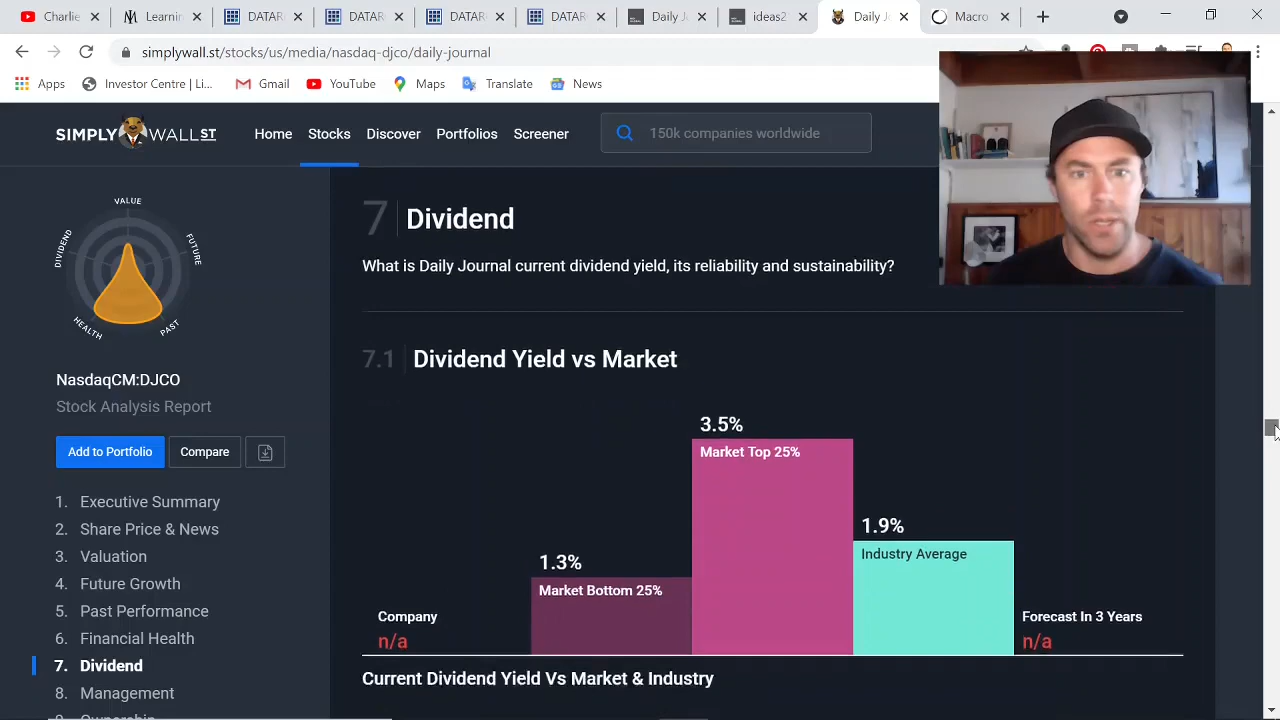 Charlie
Learnin
DATAR
DATAR
DATAR
DATAR
Daily J
ideas2
Daily Jo
Macro
simplywall.st/stocks/us/media/nasdaq-djco/daily-journal
Apps
Investor Centre | Li...
Gmail
YouTube
Maps
Translate
News
SIMPLY WALL ST
Home
Stocks
Discover
Portfolios
Screener
150k companies worldwide
VALUE
FUTURE
PAST
HEALTH
DIVIDEND
NasdaqCM:DJCO
Stock Analysis Report
Add to Portfolio
Compare
1. Executive Summary
2. Share Price & News
3. Valuation
4. Future Growth
5. Past Performance
6. Financial Health
7. Dividend
8. Management
9. Ownership
7 Dividend
What is Daily Journal current dividend yield, its reliability and sustainability?
7.1 Dividend Yield vs Market
Company
n/a
1.3%
Market Bottom 25%
3.5%
Market Top 25%
1.9%
Industry Average
Forecast In 3 Years
n/a
Current Dividend Yield Vs Market & Industry